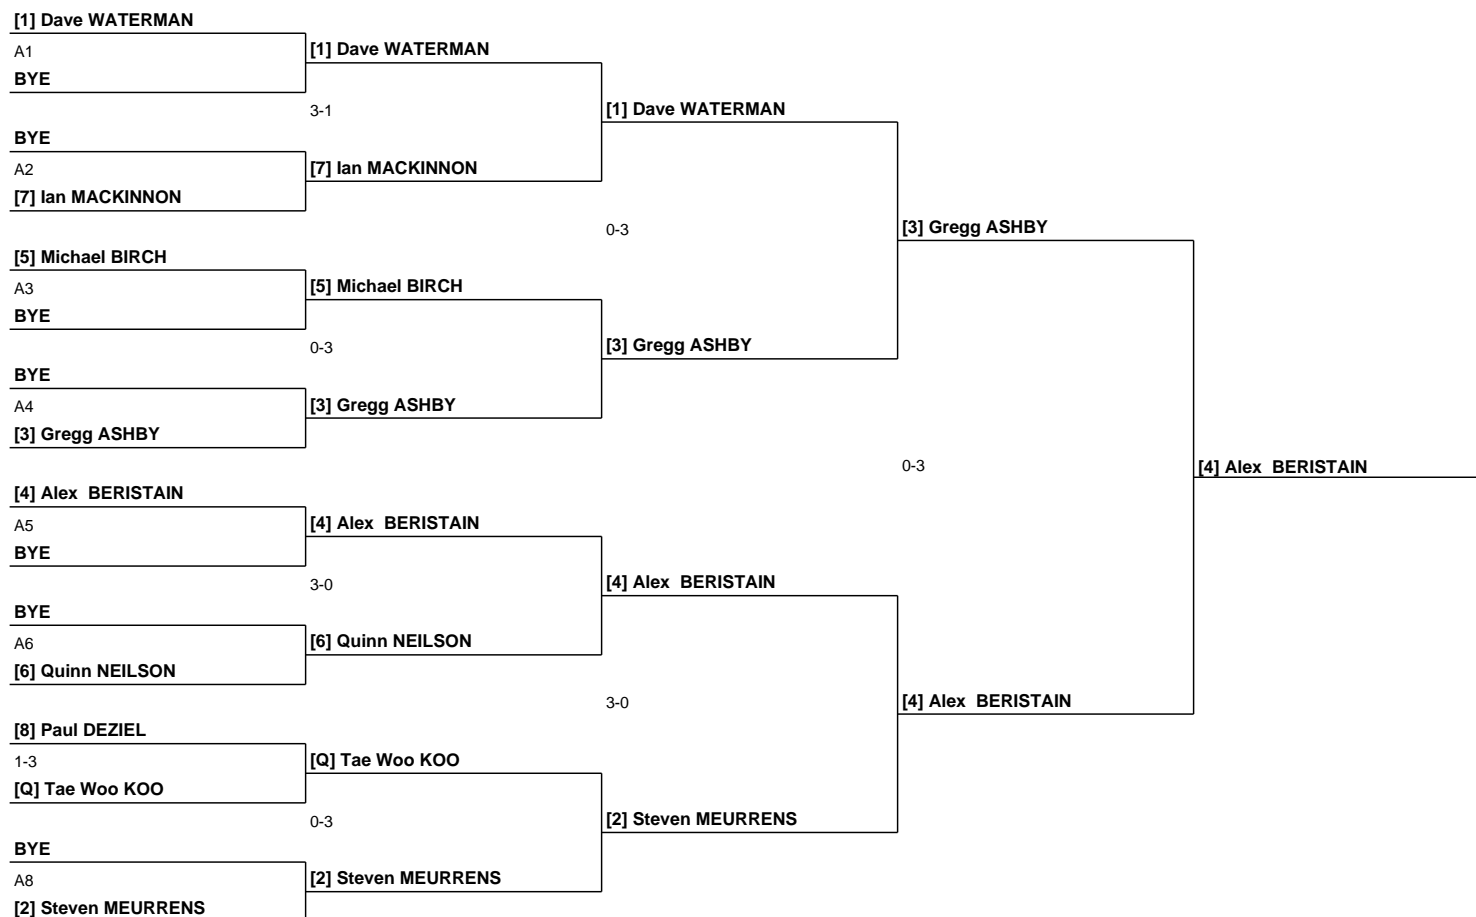 [1] Dave WATERMAN
A1
[1] Dave WATERMAN
BYE
3-1
[1] Dave WATERMAN
BYE
A2
[7] Ian MACKINNON
[7] Ian MACKINNON
0-3
[3] Gregg ASHBY
[5] Michael BIRCH
A3
[5] Michael BIRCH
BYE
0-3
[3] Gregg ASHBY
BYE
A4
[3] Gregg ASHBY
[3] Gregg ASHBY
0-3
[4] Alex  BERISTAIN
[4] Alex  BERISTAIN
A5
[4] Alex  BERISTAIN
BYE
3-0
[4] Alex  BERISTAIN
BYE
A6
[6] Quinn NEILSON
[6] Quinn NEILSON
3-0
[4] Alex  BERISTAIN
[8] Paul DEZIEL
1-3
[Q] Tae Woo KOO
[Q] Tae Woo KOO
0-3
[2] Steven MEURRENS
BYE
A8
[2] Steven MEURRENS
[2] Steven MEURRENS